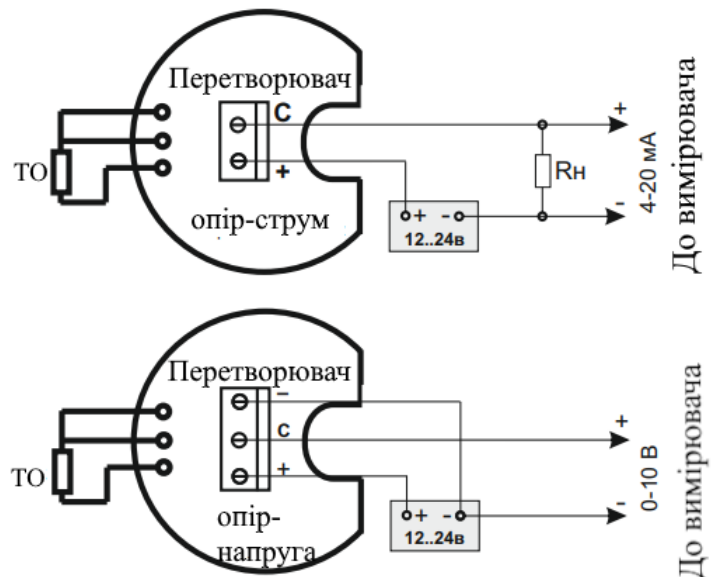 Перетворювач
C
+
ТО
+
опір-струм
+ -
12..24в
Rн
-
4-20 мА
До вимірювача
Перетворювач
-
с
+
ТО
+
опір-
напруга
+ -
12..24в
-
0-10 В
До вимірювача